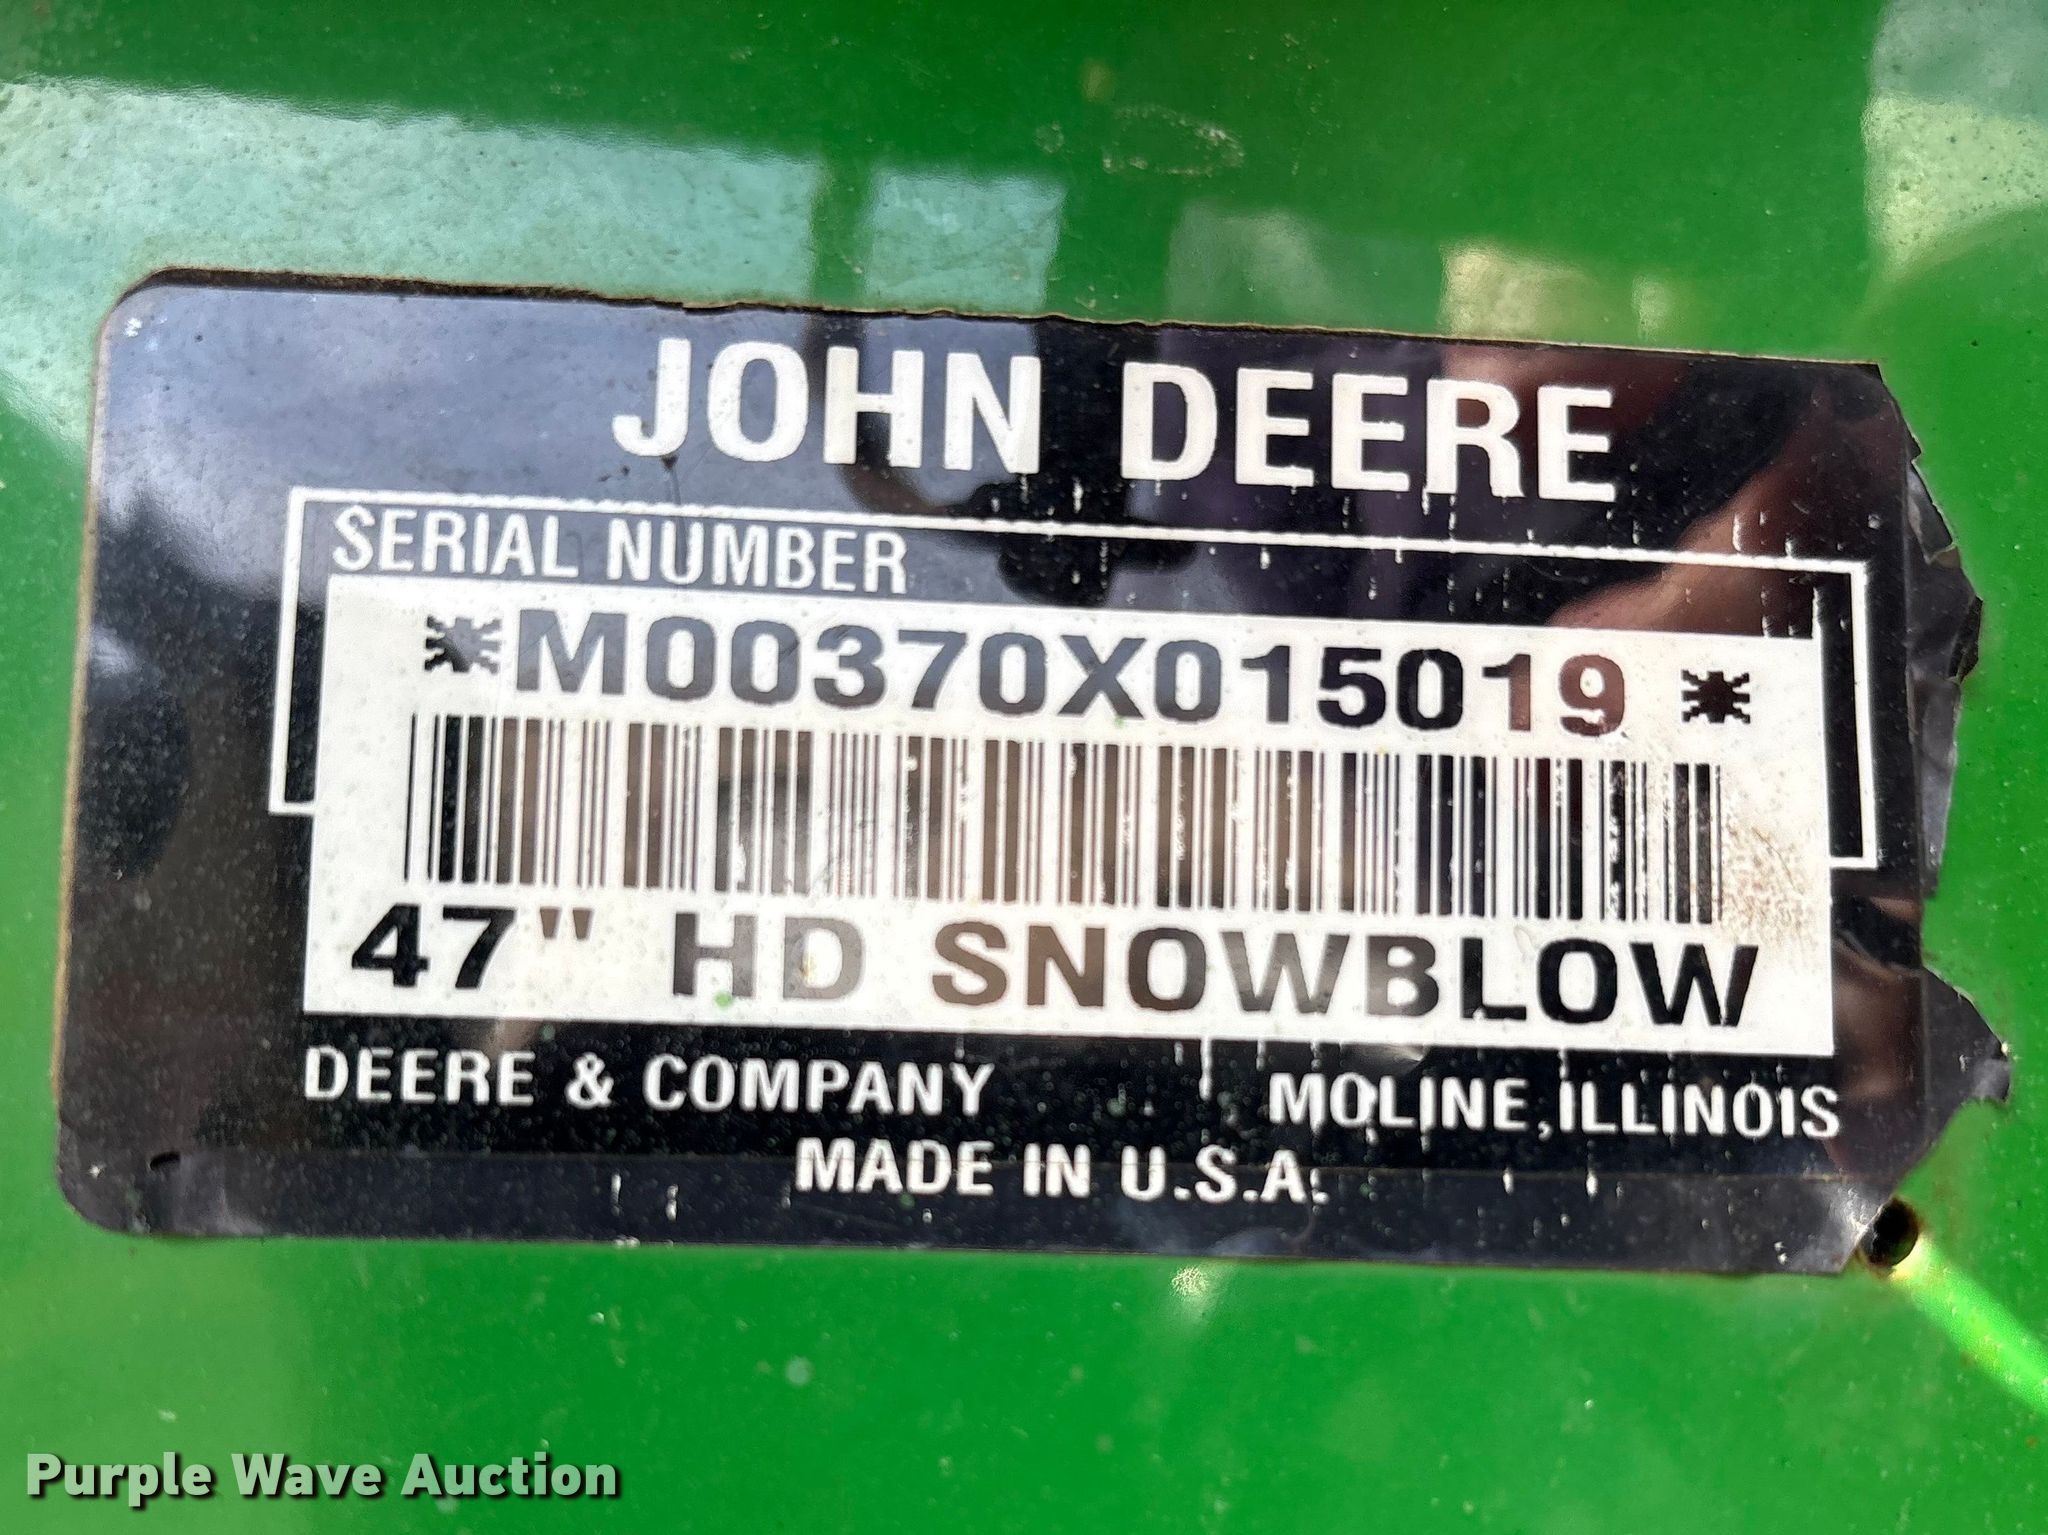 JOHN DEERE
SERIAL NUMBER
*M00370X015019*
47" HD SNOWBLOW
DEERE & COMPANY MOLINE, ILLINOIS
MADE IN U.S.A.
Purple Wave Auction